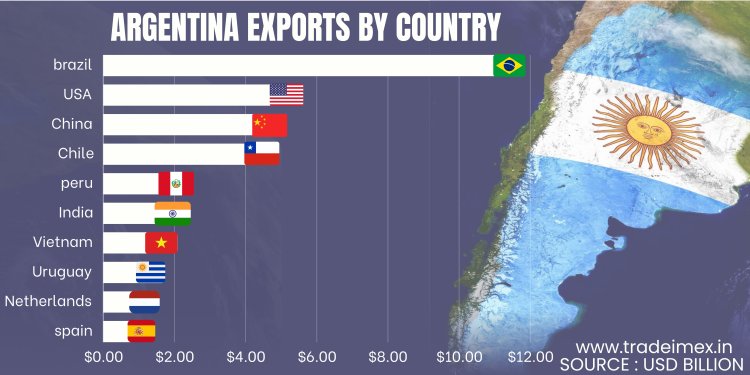 ARGENTINA EXPORTS BY COUNTRY
brazil
USA
China
Chile
peru
India
Vietnam
Uruguay
Netherlands
spain
$0.00 $2.00 $4.00 $6.00 $8.00 $10.00 $12.00
www.tradeimex.in
SOURCE : USD BILLION